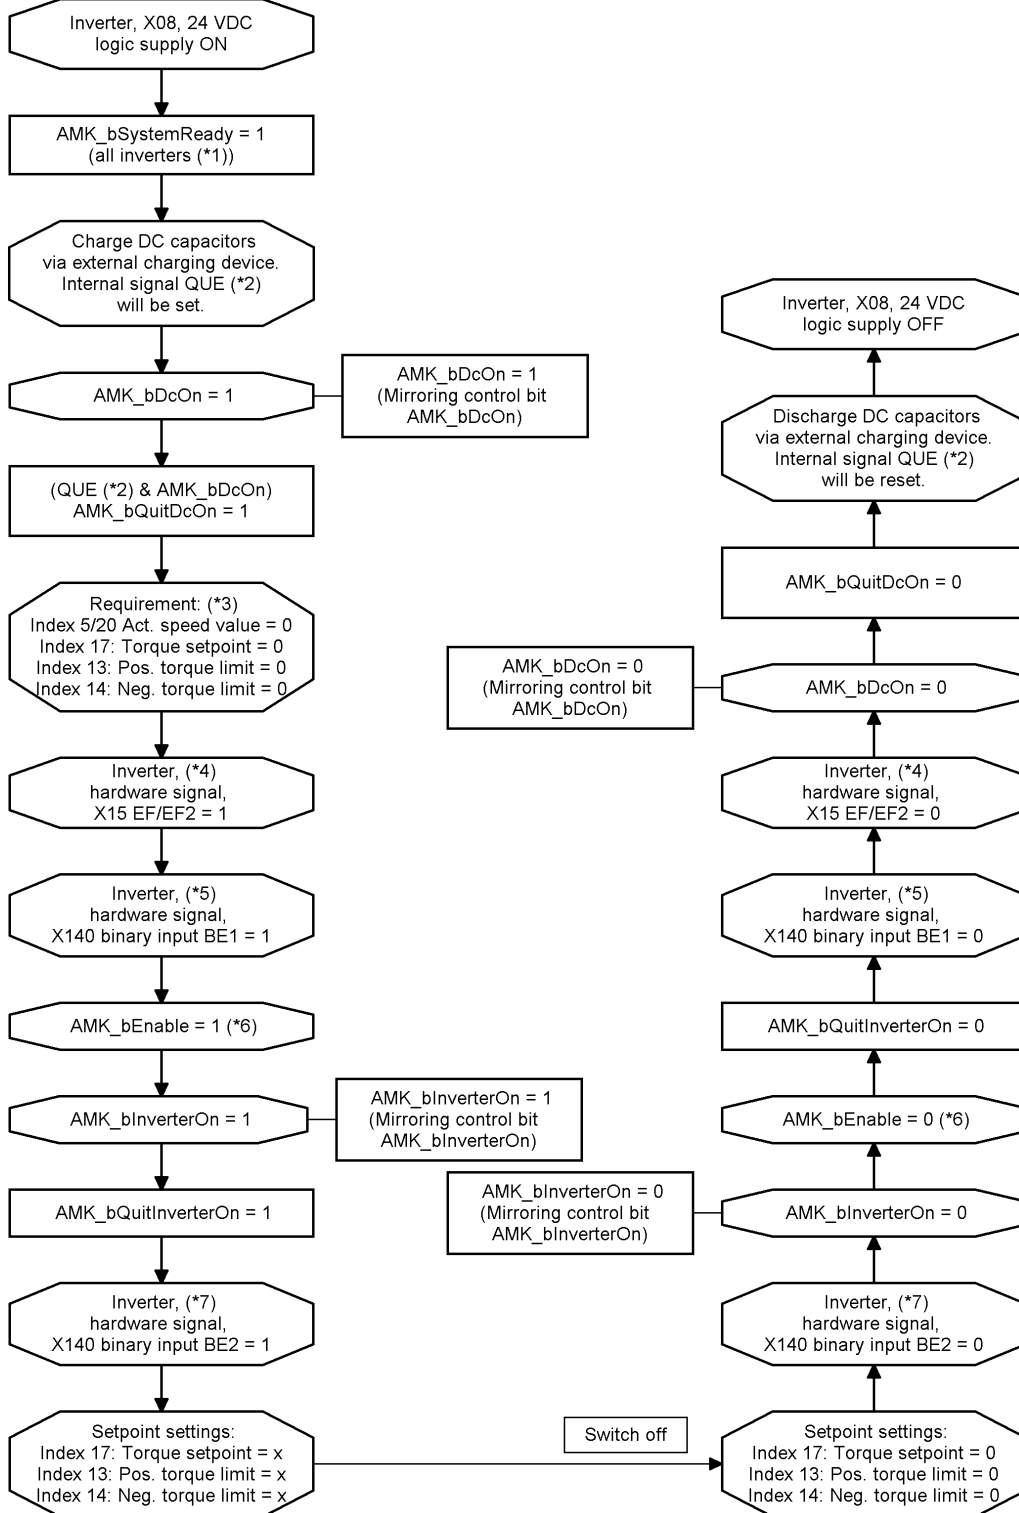 Inverter, X08, 24 VDC
logic supply ON
AMK_bSystemReady = 1
(all inverters (*1))
Charge DC capacitors
via external charging device.
Internal signal QUE (*2)
will be set.
AMK_bDcOn = 1
AMK_bDcOn = 1
(Mirroring control bit
AMK_bDcOn)
(QUE (*2) & AMK_bDcOn)
AMK_bQuitDcOn = 1
Requirement: (*3)
Index 5/20 Act. speed value = 0
Index 17: Torque setpoint = 0
Index 13: Pos. torque limit = 0
Index 14: Neg. torque limit = 0
Inverter, (*4)
hardware signal,
X15 EF/EF2 = 1
Inverter, (*5)
hardware signal,
X140 binary input BE1 = 1
AMK_bEnable = 1 (*6)
AMK_bInverterOn = 1
AMK_bInverterOn = 1
(Mirroring control bit
AMK_bInverterOn)
AMK_bQuitInverterOn = 1
Inverter, (*7)
hardware signal,
X140 binary input BE2 = 1
Setpoint settings:
Index 17: Torque setpoint = x
Index 13: Pos. torque limit = x
Index 14: Neg. torque limit = x
Switch off
Setpoint settings:
Index 17: Torque setpoint = 0
Index 13: Pos. torque limit = 0
Index 14: Neg. torque limit = 0
Inverter, (*7)
hardware signal,
X140 binary input BE2 = 0
AMK_bInverterOn = 0
AMK_bInverterOn = 0
(Mirroring control bit
AMK_bInverterOn)
AMK_bEnable = 0 (*6)
AMK_bQuitInverterOn = 0
Inverter, (*5)
hardware signal,
X140 binary input BE1 = 0
Inverter, (*4)
hardware signal,
X15 EF/EF2 = 0
AMK_bDcOn = 0
AMK_bDcOn = 0
(Mirroring control bit
AMK_bDcOn)
AMK_bQuitDcOn = 0
Discharge DC capacitors
via external charging device.
Internal signal QUE (*2)
will be reset.
Inverter, X08, 24 VDC
logic supply OFF